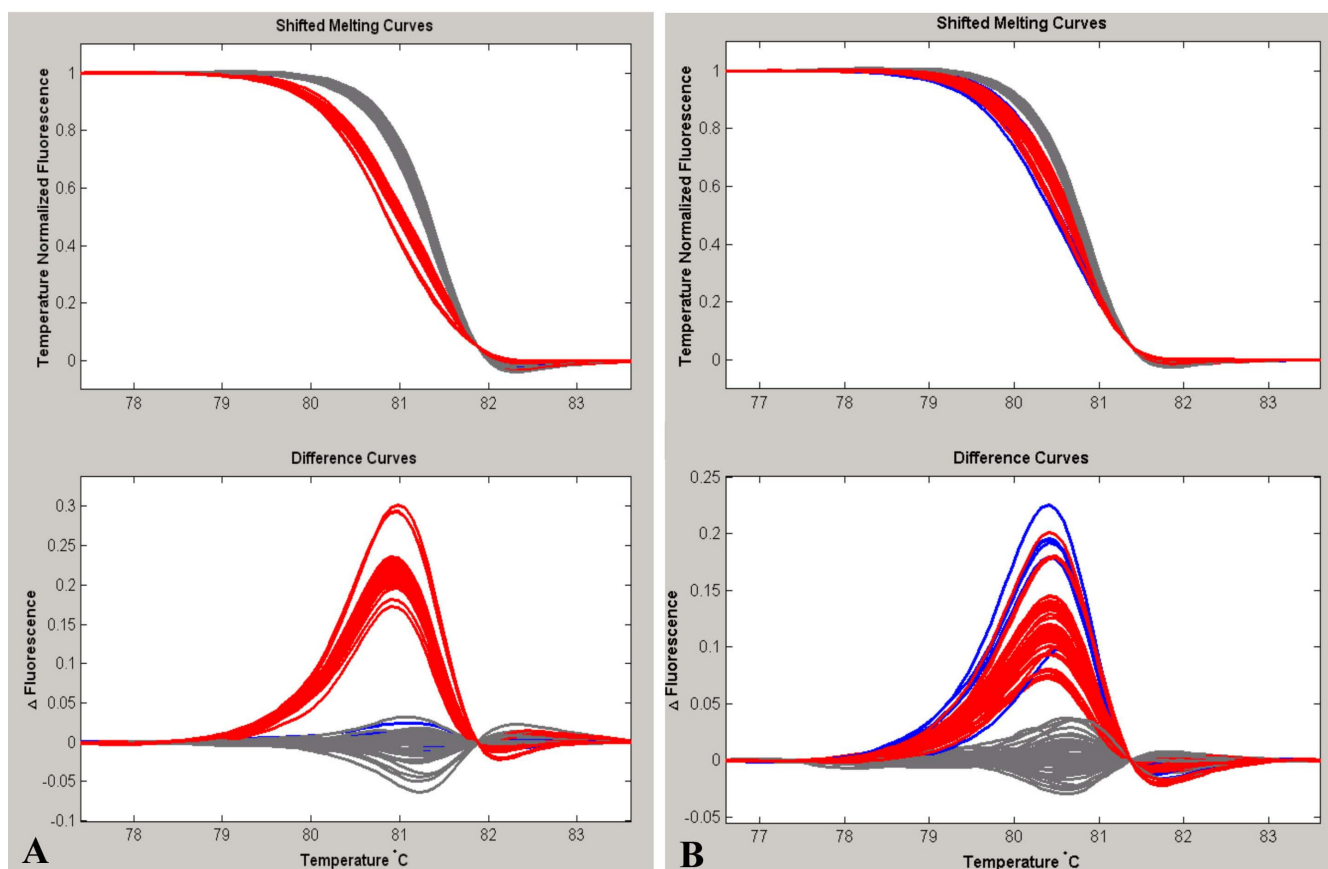 Shifted Melting Curves
Temperature Normalized Fluorescence
1
0.8
0.6
0.4
0.2
0
78 79 80 81 82 83
Difference Curves
Δ Fluorescence
0.3
0.25
0.2
0.15
0.1
0.05
0
-0.05
-0.1
78 79 80 81 82 83
Temperature °C
A
Shifted Melting Curves
Temperature Normalized Fluorescence
1
0.8
0.6
0.4
0.2
0
77 78 79 80 81 82 83
Difference Curves
Δ Fluorescence
0.25
0.2
0.15
0.1
0.05
0
-0.05
77 78 79 80 81 82 83
Temperature °C
B